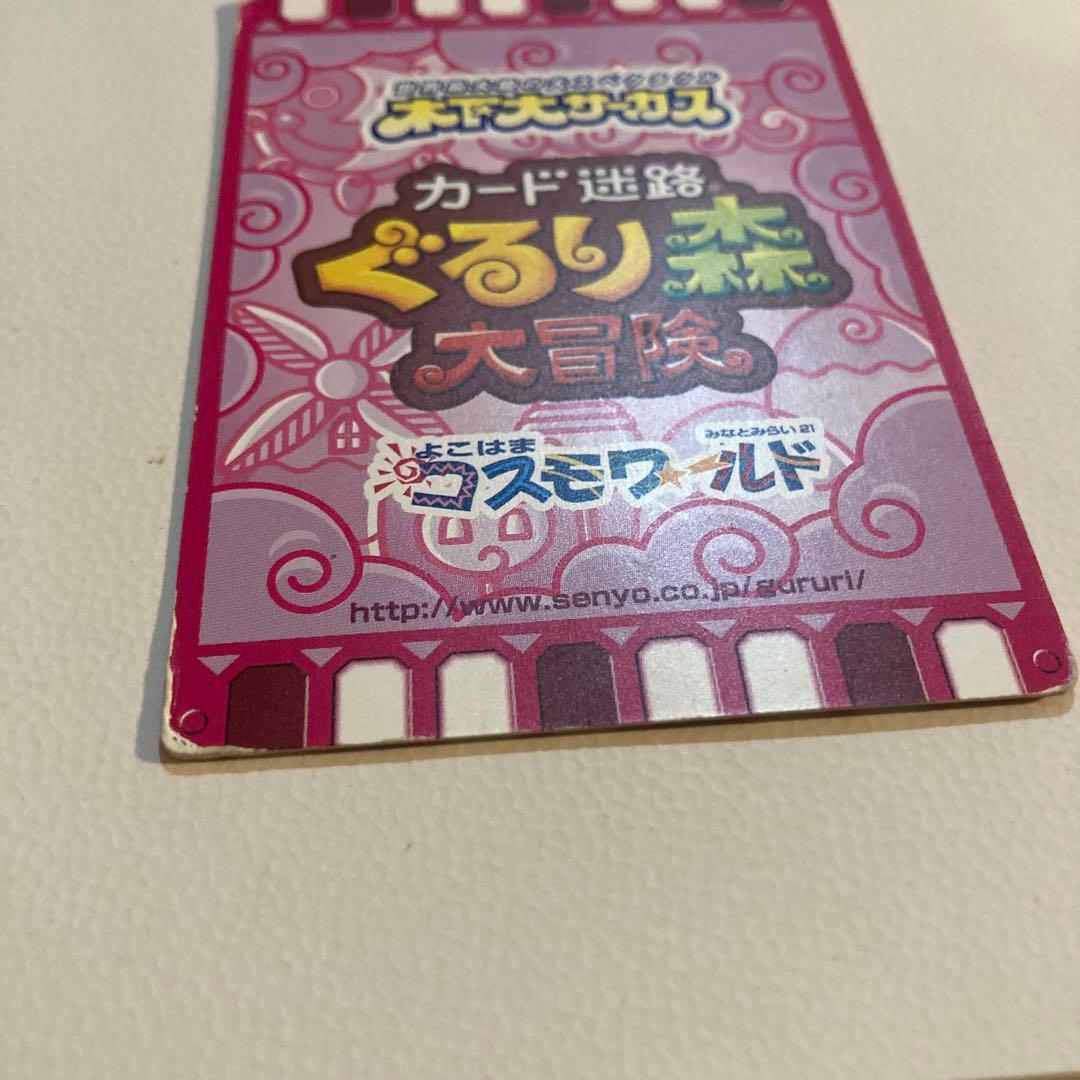 木下大サーカス
カード迷路
ぐるり森
大冒険
みなとみらい21
よこはま
コスモワールド
http://www.senyo.co.jp/gururi/